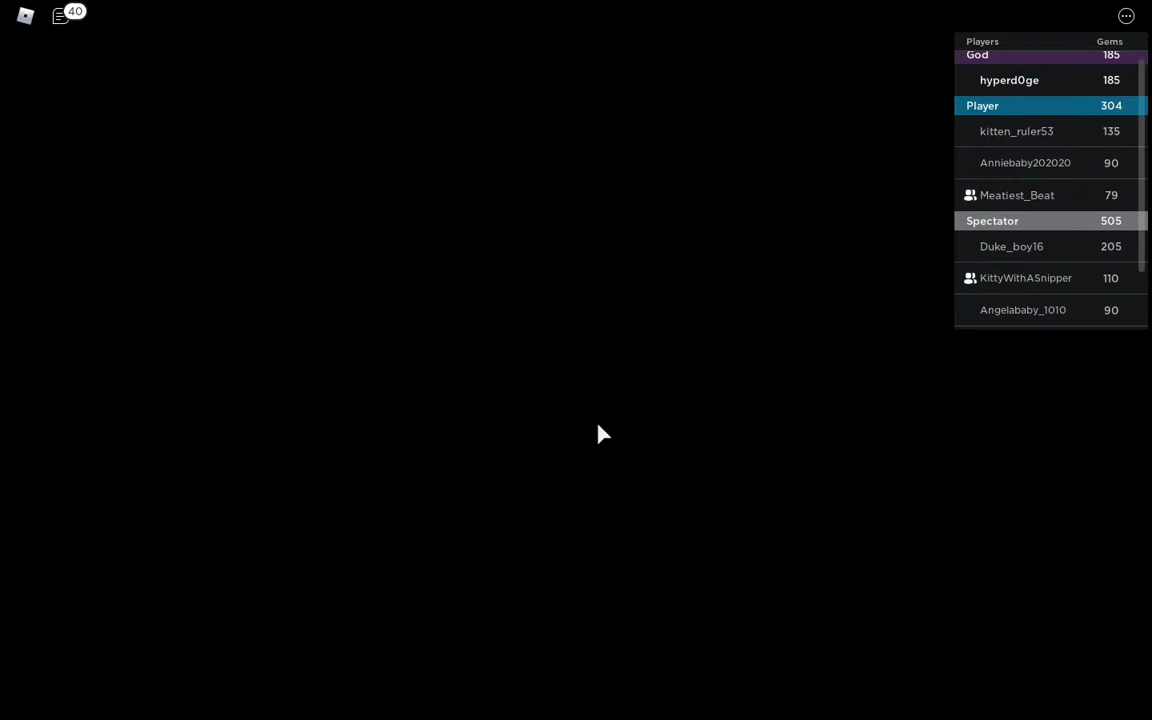 40
Players Gems
God 185
hyperd0ge 185
Player 304
kitten_ruler53 135
Anniebaby202020 90
Meatiest_Beat 79
Spectator 505
Duke_boy16 205
KittyWithASnipper 110
Angelababy_1010 90